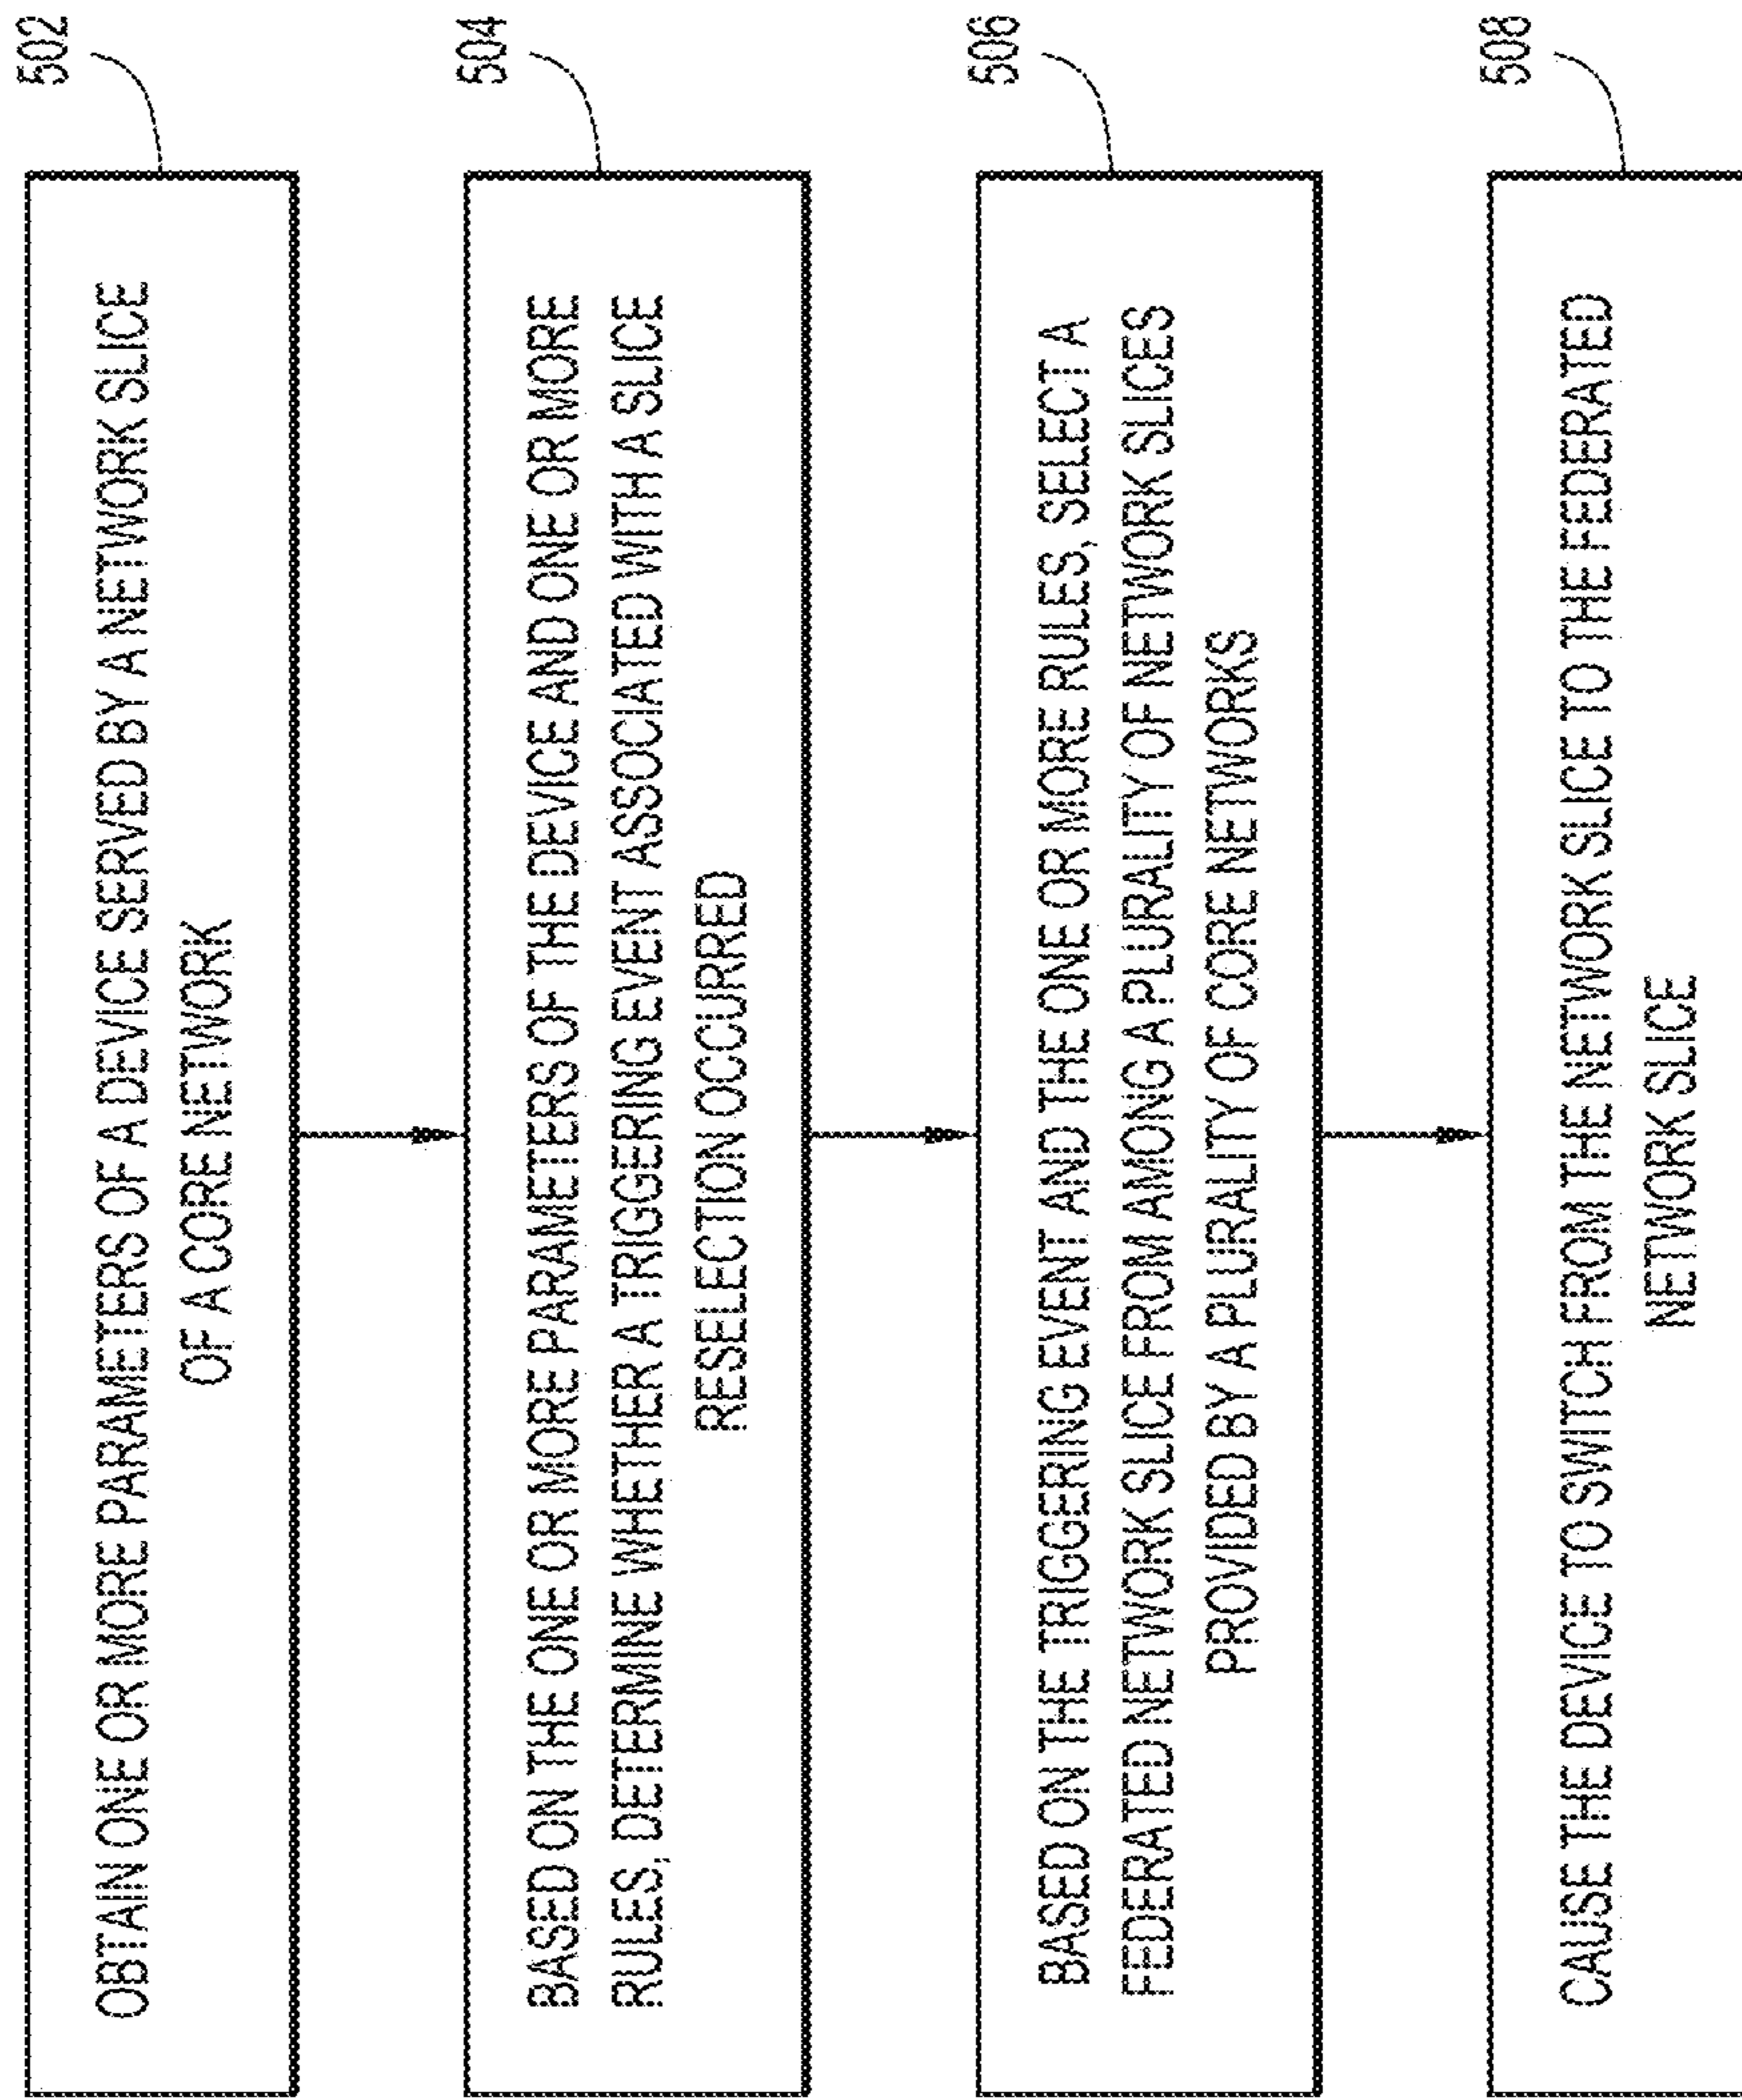 502
OBTAIN ONE OR MORE PARAMETERS OF A DEVICE SERVED BY A NETWORK SLICE
OF A CORE NETWORK
504
BASED ON THE ONE OR MORE PARAMETERS OF THE DEVICE AND ONE OR MORE
RULES, DETERMINE WHETHER A TRIGGERING EVENT ASSOCIATED WITH A SLICE
RESELECTION OCCURRED
506
BASED ON THE TRIGGERING EVENT AND THE ONE OR MORE RULES, SELECT A
FEDERATED NETWORK SLICE FROM AMONG A PLURALITY OF NETWORK SLICES
PROVIDED BY A PLURALITY OF CORE NETWORKS
508
CAUSE THE DEVICE TO SWITCH FROM THE NETWORK SLICE TO THE FEDERATED
NETWORK SLICE